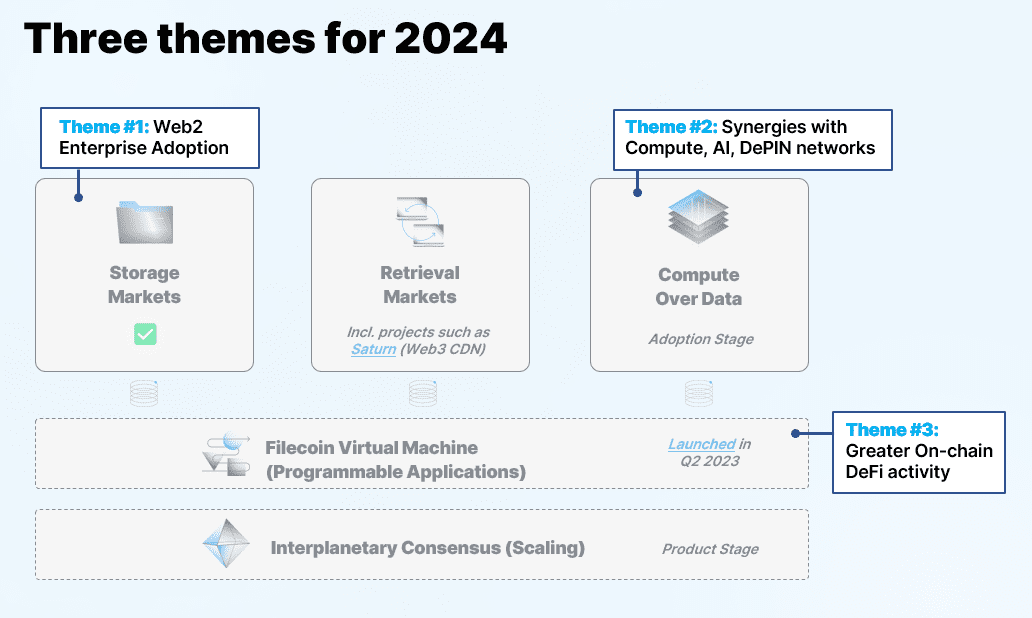 Three themes for 2024
Theme #1: Web2
Enterprise Adoption
Theme #2: Synergies with
Compute, AI, DePIN networks
Storage
Markets
Retrieval
Markets
Incl. projects such as
Saturn (Web3 CDN)
Compute
Over Data
Adoption Stage
Filecoin Virtual Machine
(Programmable Applications)
Launched in
Q2 2023
Theme #3:
Greater On-chain
DeFi activity
Interplanetary Consensus (Scaling)
Product Stage